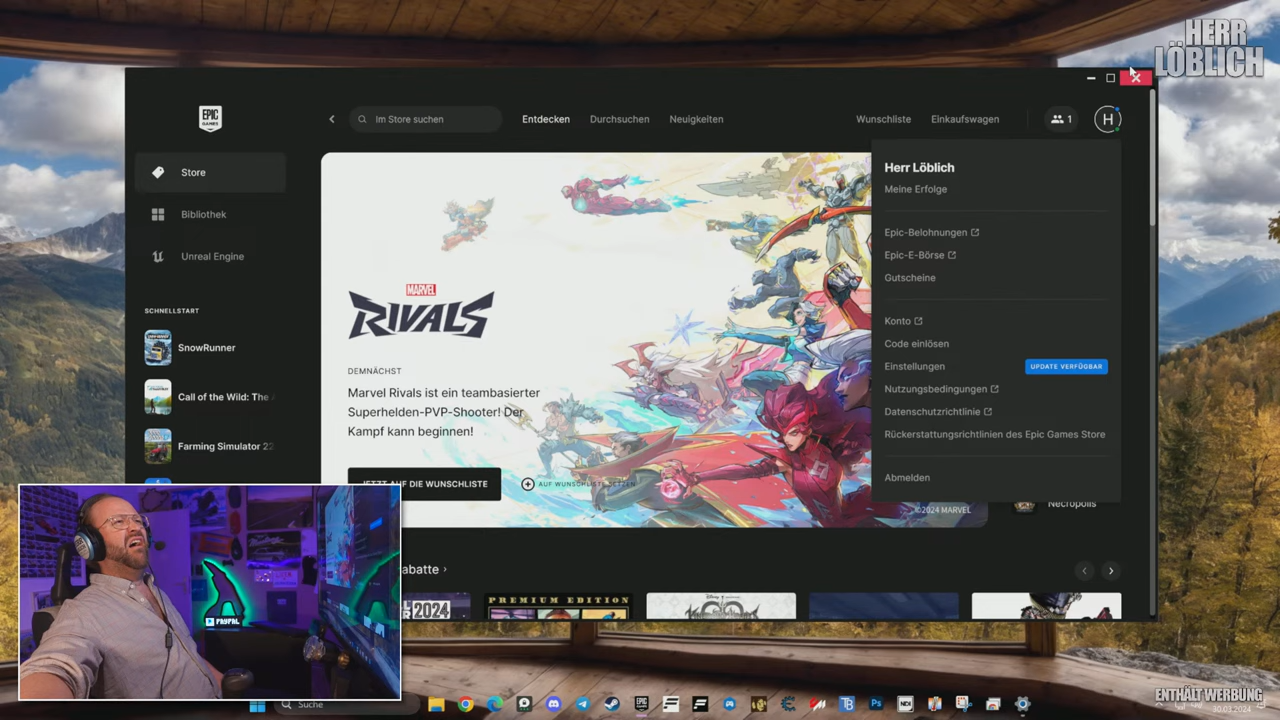 HERR
LÖBLICH
EPIC
GAMES
Im Store suchen
Entdecken
Durchsuchen
Neuigkeiten
Wunschliste
Einkaufswagen
1
H
Store
Bibliothek
Unreal Engine
SCHNELLSTART
SnowRunner
Call of the Wild: The
Farming Simulator 22
MARVEL
RIVALS
DEMNÄCHST
Marvel Rivals ist ein teambasierter
Superhelden-PVP-Shooter! Der
Kampf kann beginnen!
JETZT AUF DIE WUNSCHLISTE
AUF WUNSCHLISTE SETZEN
©2024 MARVEL
Herr Löblich
Meine Erfolge
Epic-Belohnungen
Epic-E-Börse
Gutscheine
Konto
Code einlösen
Einstellungen
UPDATE VERFÜGBAR
Nutzungsbedingungen
Datenschutzrichtlinie
Rückerstattungsrichtlinien des Epic Games Store
Abmelden
Necropolis
abatte
2024
PREMIUM EDITION
PAYPAL
Suche
ENTHÄLT WERBUNG
30.03.2024